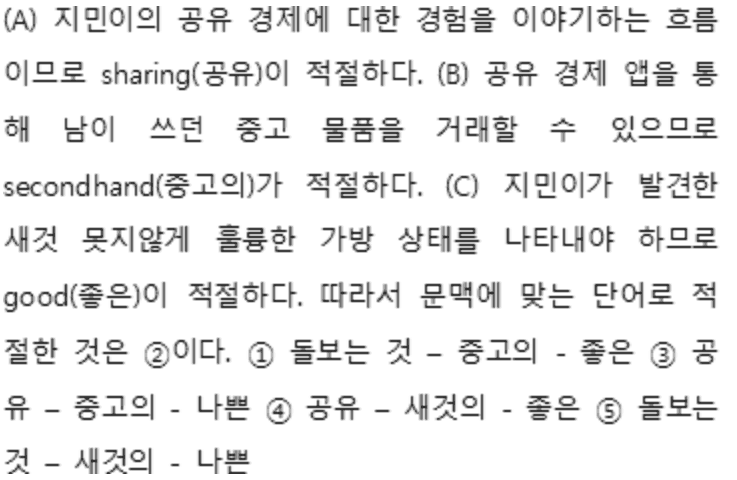 (A) 지민이의 공유 경제에 대한 경험을 이야기하는 흐름
이므로 sharing(공유)이 적절하다. (B) 공유 경제 앱을 통
해 남이 쓰던 중고 물품을 거래할 수 있으므로
secondhand(중고의)가 적절하다. (C) 지민이가 발견한
새것 못지않게 훌륭한 가방 상태를 나타내야 하므로
good(좋은)이 적절하다. 따라서 문맥에 맞는 단어로 적
절한 것은 ②이다. ① 돌보는 것 – 중고의 - 좋은 ③ 공
유 – 중고의 - 나쁜 ④ 공유 – 새것의 - 좋은 ⑤ 돌보는
것 – 새것의 - 나쁜